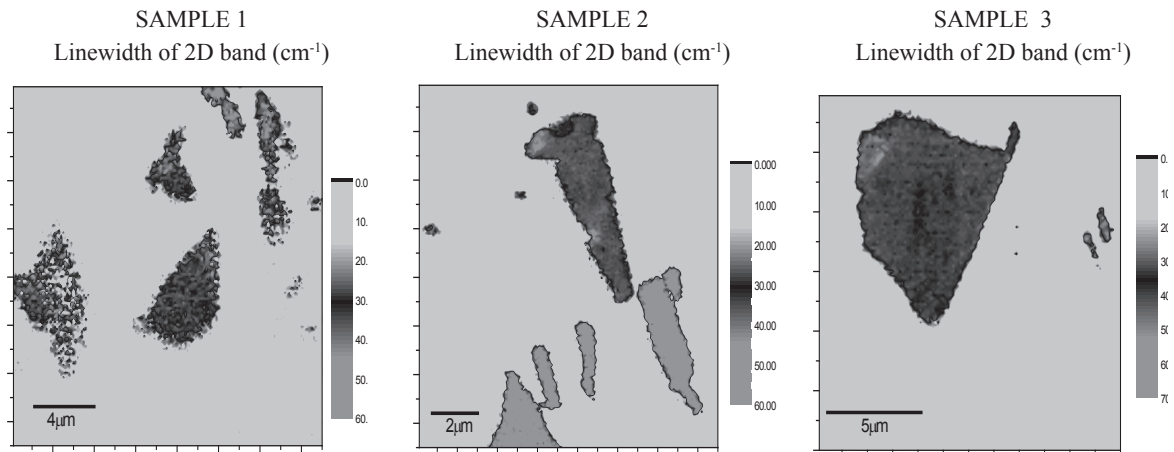 SAMPLE 1
Linewidth of 2D band (cm⁻¹)
0.0
10.
20.
30.
40.
50.
60.
4µm
SAMPLE 2
Linewidth of 2D band (cm⁻¹)
0.000
10.00
20.00
30.00
40.00
50.00
60.00
2µm
SAMPLE 3
Linewidth of 2D band (cm⁻¹)
0.
10
20
30
40
50
60
70
5µm